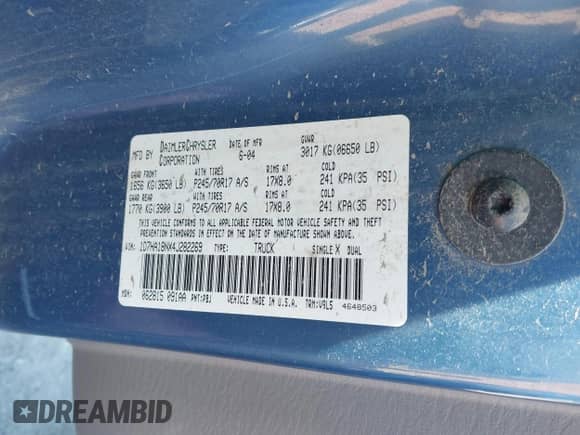 MFD BY DAIMLERCHRYSLER CORPORATION DATE OF MFR 6-04 GVWR 3017 KG(06650 LB)
GAWR FRONT WITH TIRES RIMS AT COLD
1656 KG(3650 LB) P245/70R17 A/S 17X8.0 241 KPA(35 PSI)
GAWR REAR WITH TIRES RIMS AT COLD
1770 KG(3900 LB) P245/70R17 A/S 17X8.0 241 KPA(35 PSI)
THIS VEHICLE CONFORMS TO ALL APPLICABLE FEDERAL MOTOR VEHICLE SAFETY AND THEFT
PREVENTION STANDARDS IN EFFECT ON THE DATE OF MANUFACTURE SHOWN ABOVE.
VIN: 1D7HA18NX4J282269 TYPE: TRUCK SINGLE X DUAL
MDH: 062815 091AA PNT:PBJ VEHICLE MADE IN U.S.A. TRM:V9L5 4648503
DREAMBID